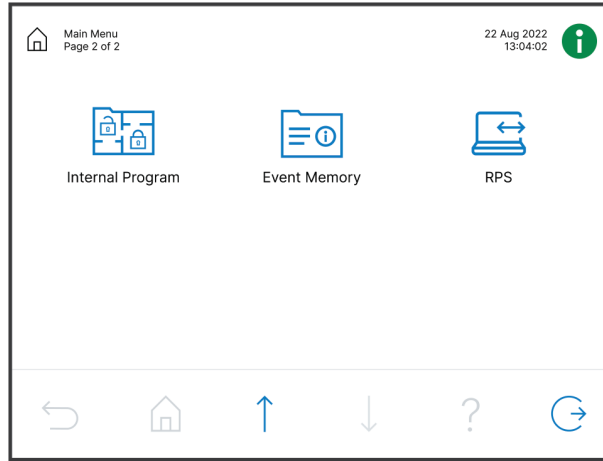 Main Menu
Page 2 of 2
22 Aug 2022
13:04:02
Internal Program
Event Memory
RPS